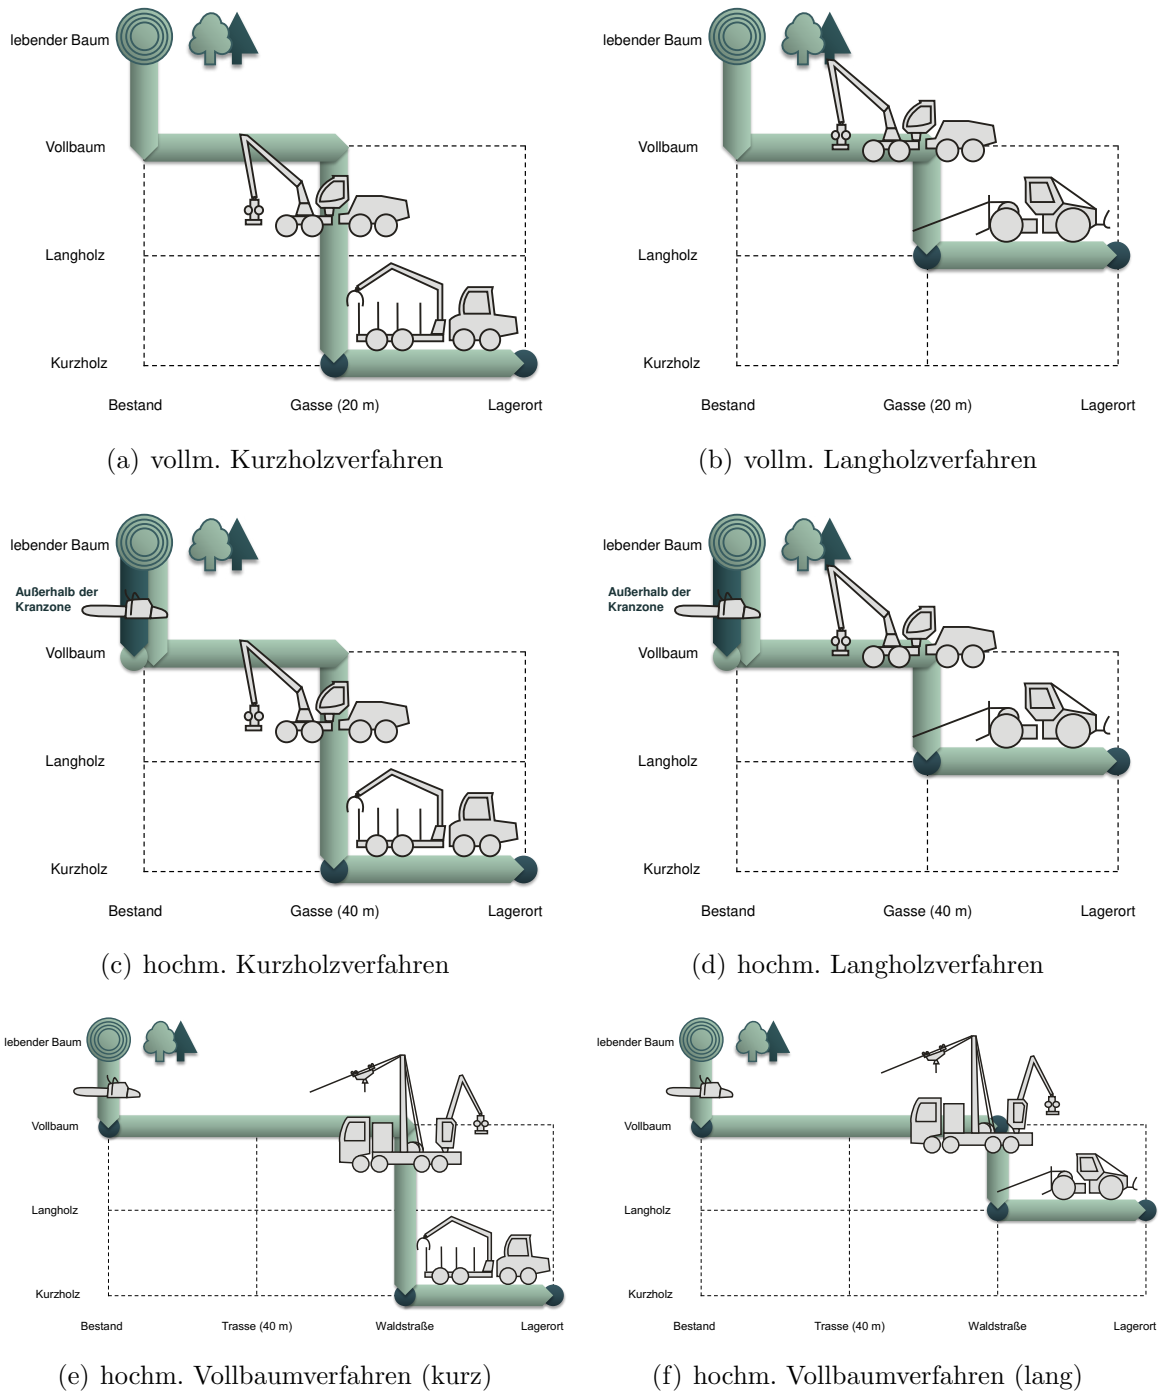 lebender Baum
Vollbaum
Langholz
Kurzholz
Bestand Gasse (20 m) Lagerort
(a) vollm. Kurzholzverfahren
lebender Baum
Vollbaum
Langholz
Kurzholz
Bestand Gasse (20 m) Lagerort
(b) vollm. Langholzverfahren
lebender Baum
Außerhalb der
Kranzone
Vollbaum
Langholz
Kurzholz
Bestand Gasse (40 m) Lagerort
(c) hochm. Kurzholzverfahren
lebender Baum
Außerhalb der
Kranzone
Vollbaum
Langholz
Kurzholz
Bestand Gasse (40 m) Lagerort
(d) hochm. Langholzverfahren
lebender Baum
Vollbaum
Langholz
Kurzholz
Bestand Trasse (40 m) Waldstraße Lagerort
(e) hochm. Vollbaumverfahren (kurz)
lebender Baum
Vollbaum
Langholz
Kurzholz
Bestand Trasse (40 m) Waldstraße Lagerort
(f) hochm. Vollbaumverfahren (lang)